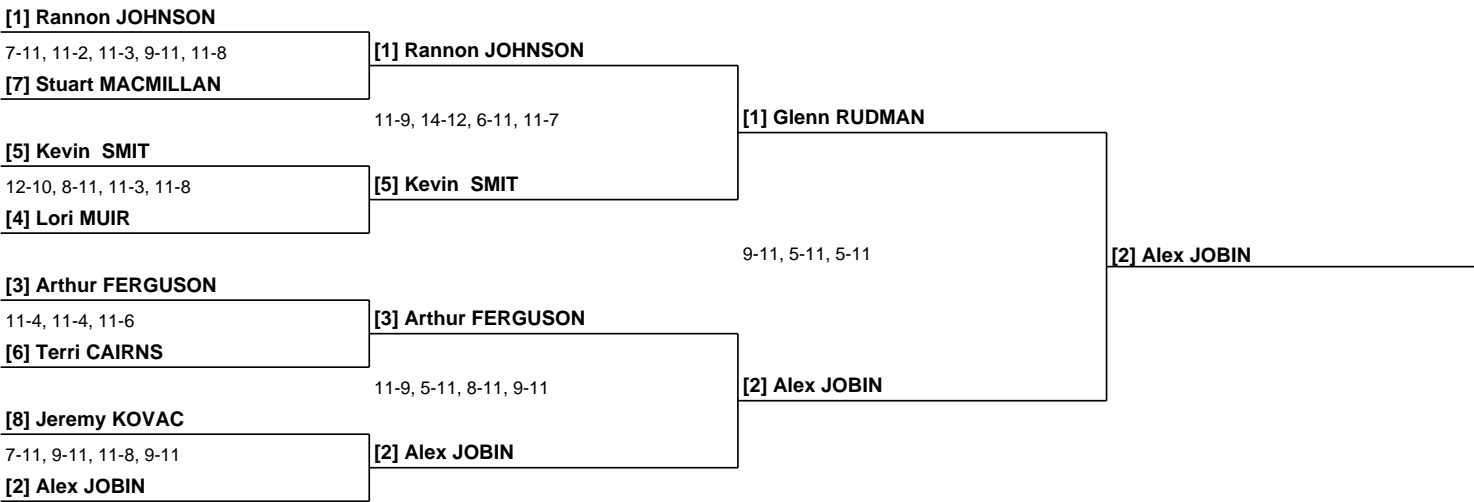 [1] Rannon JOHNSON
7-11, 11-2, 11-3, 9-11, 11-8
[1] Rannon JOHNSON
[7] Stuart MACMILLAN
11-9, 14-12, 6-11, 11-7
[1] Glenn RUDMAN
[5] Kevin  SMIT
12-10, 8-11, 11-3, 11-8
[5] Kevin  SMIT
[4] Lori MUIR
9-11, 5-11, 5-11
[2] Alex JOBIN
[3] Arthur FERGUSON
11-4, 11-4, 11-6
[3] Arthur FERGUSON
[6] Terri CAIRNS
11-9, 5-11, 8-11, 9-11
[2] Alex JOBIN
[8] Jeremy KOVAC
7-11, 9-11, 11-8, 9-11
[2] Alex JOBIN
[2] Alex JOBIN